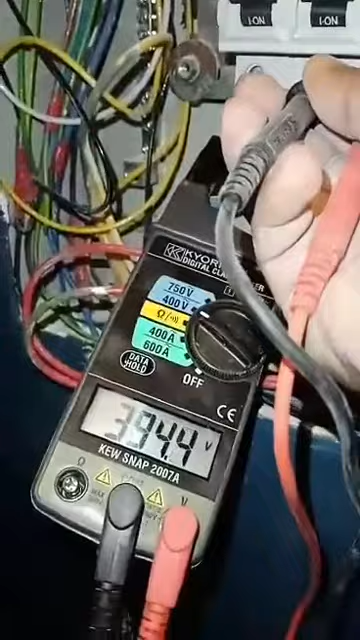 I-ON I-ON
KYORITSU
DIGITAL CLAMP METER
750V
400V
Ω/
400A
600A
DATA
HOLD
OFF
CE
394.4 V
KEW SNAP 2007A
Ω
MAX
V